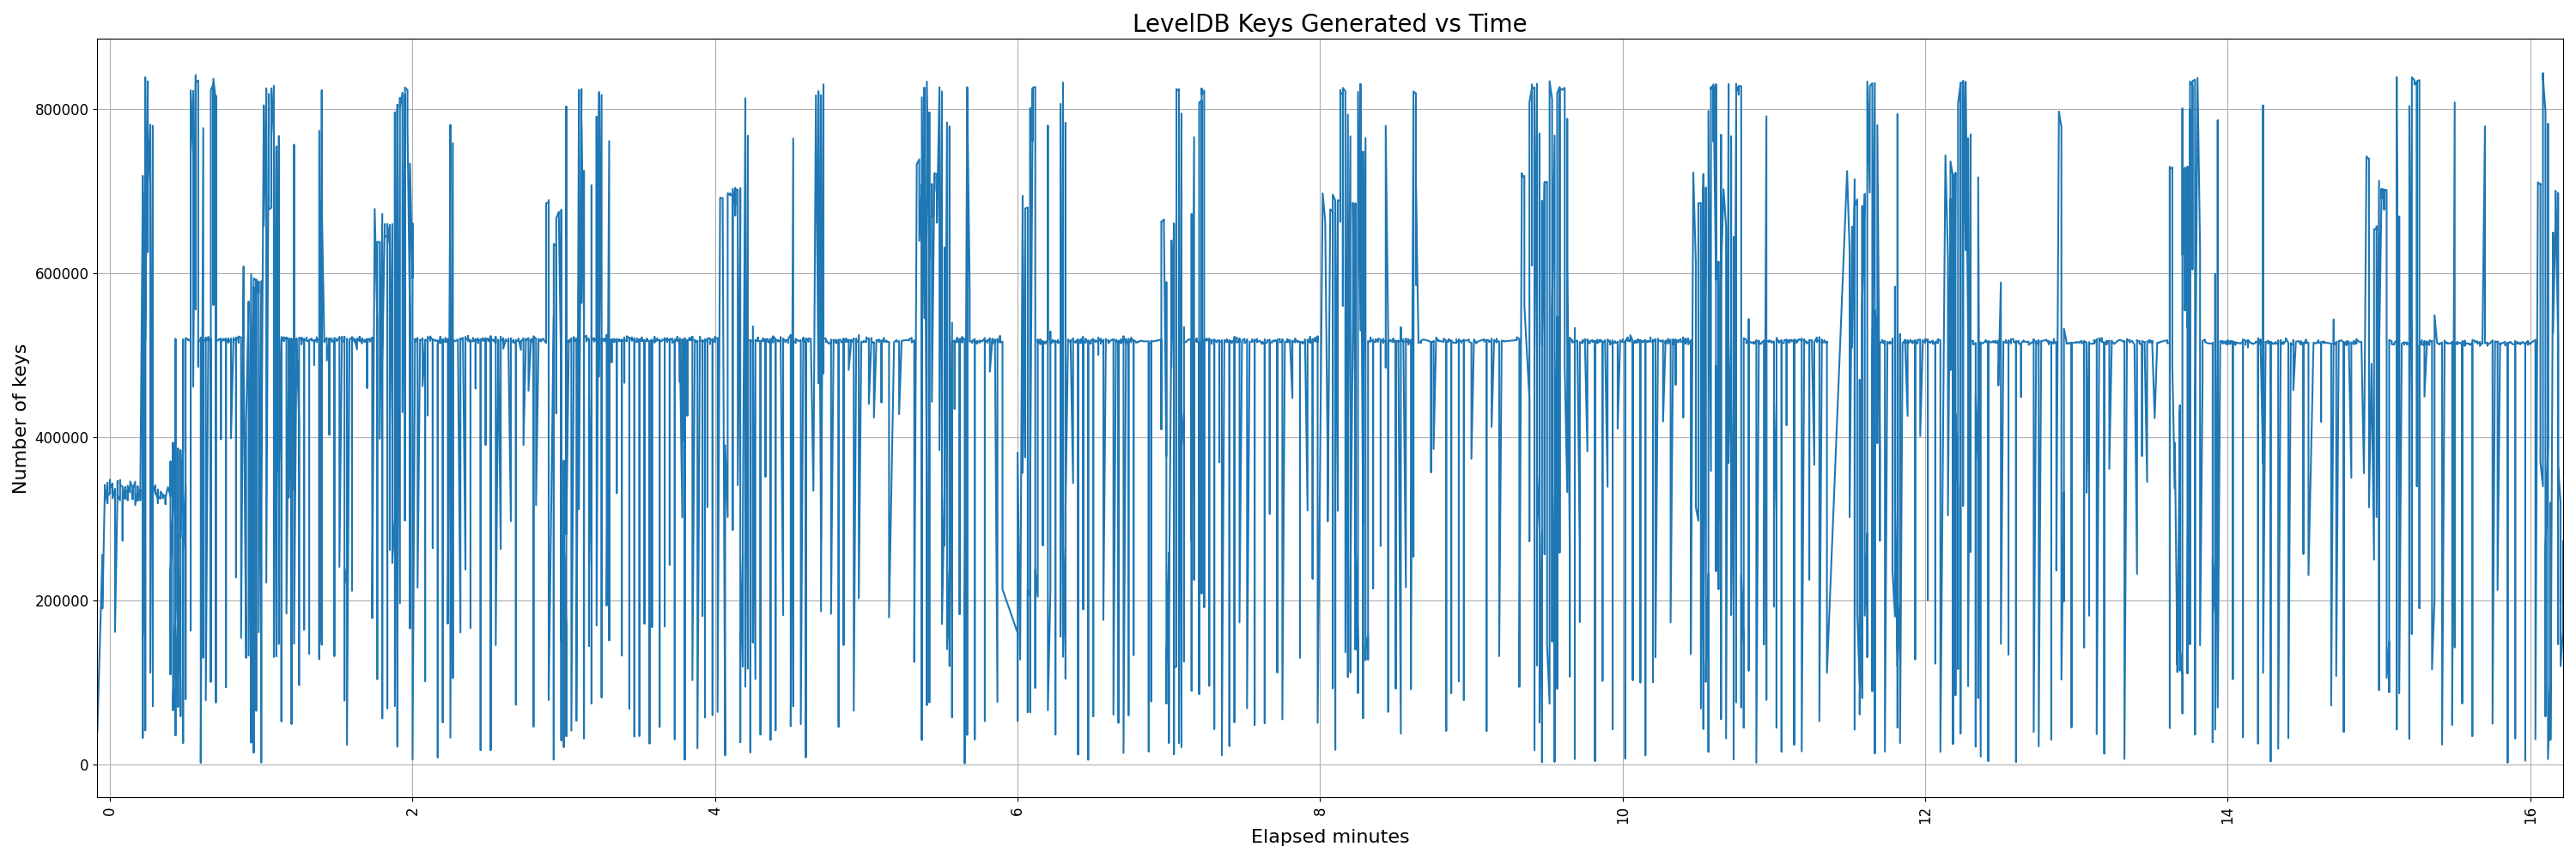 LevelDB Keys Generated vs Time
Number of keys
800000
600000
400000
200000
0
0 2 4 6 8 10 12 14 16
Elapsed minutes